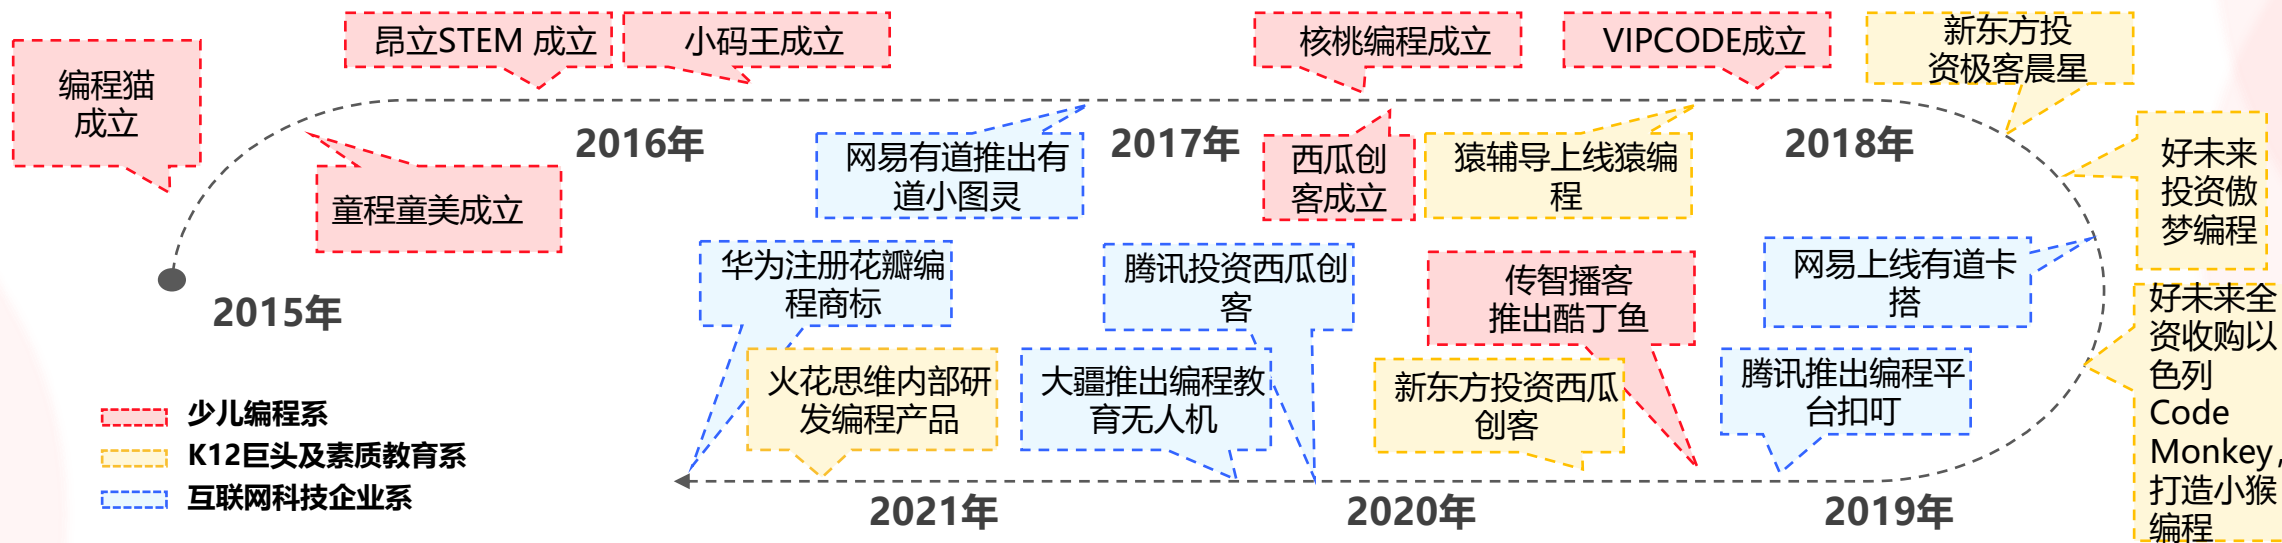 编程猫
成立
昂立STEM 成立
小码王成立
核桃编程成立
VIPCODE成立
新东方投
资极客晨星
童程童美成立
2016年
网易有道推出有
道小图灵
2017年
西瓜创
客成立
猿辅导上线猿编
程
2018年
好未来
投资傲
梦编程
2015年
华为注册花瓣编
程商标
腾讯投资西瓜创
客
传智播客
推出酷丁鱼
网易上线有道卡
搭
好未来全
资收购以
色列
Code
Monkey,
打造小猴
编程
火花思维内部研
发编程产品
大疆推出编程教
育无人机
新东方投资西瓜
创客
腾讯推出编程平
台扣叮
少儿编程系
K12巨头及素质教育系
互联网科技企业系
2021年
2020年
2019年